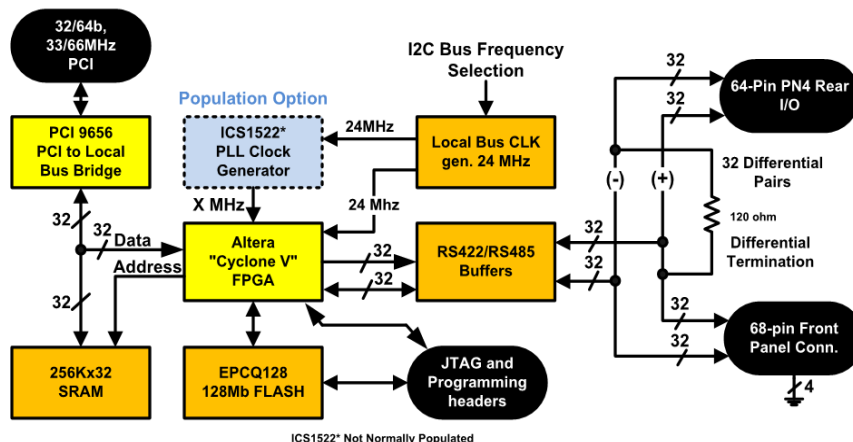 32/64b,
33/66MHz
PCI
I2C Bus Frequency
Selection
32
32
64-Pin PN4 Rear
I/O
Population Option
PCI 9656
PCI to Local
Bus Bridge
ICS1522*
PLL Clock
Generator
24MHz
Local Bus CLK
gen. 24 MHz
(-)
(+)
32 Differential
Pairs
120 ohm
Differential
Termination
X MHz
24 Mhz
32
32
Data
Address
32
Altera
"Cyclone V"
FPGA
32
32
RS422/RS485
Buffers
32
32
32
32
68-pin Front
Panel Conn.
4
256Kx32
SRAM
EPCQ128
128Mb FLASH
JTAG and
Programming
headers
ICS1522* Not Normally Populated